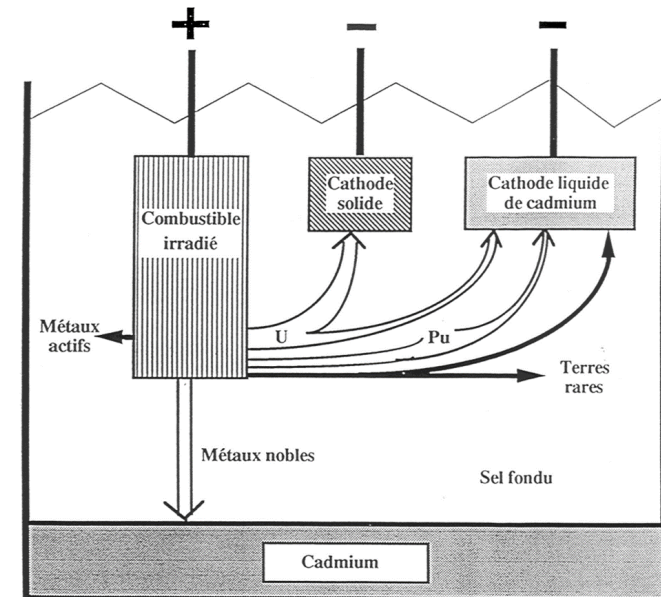 +
−
−
Combustible
irradié
Cathode
solide
Cathode liquide
de cadmium
Métaux
actifs
U
Pu
Terres
rares
Métaux nobles
Sel fondu
Cadmium